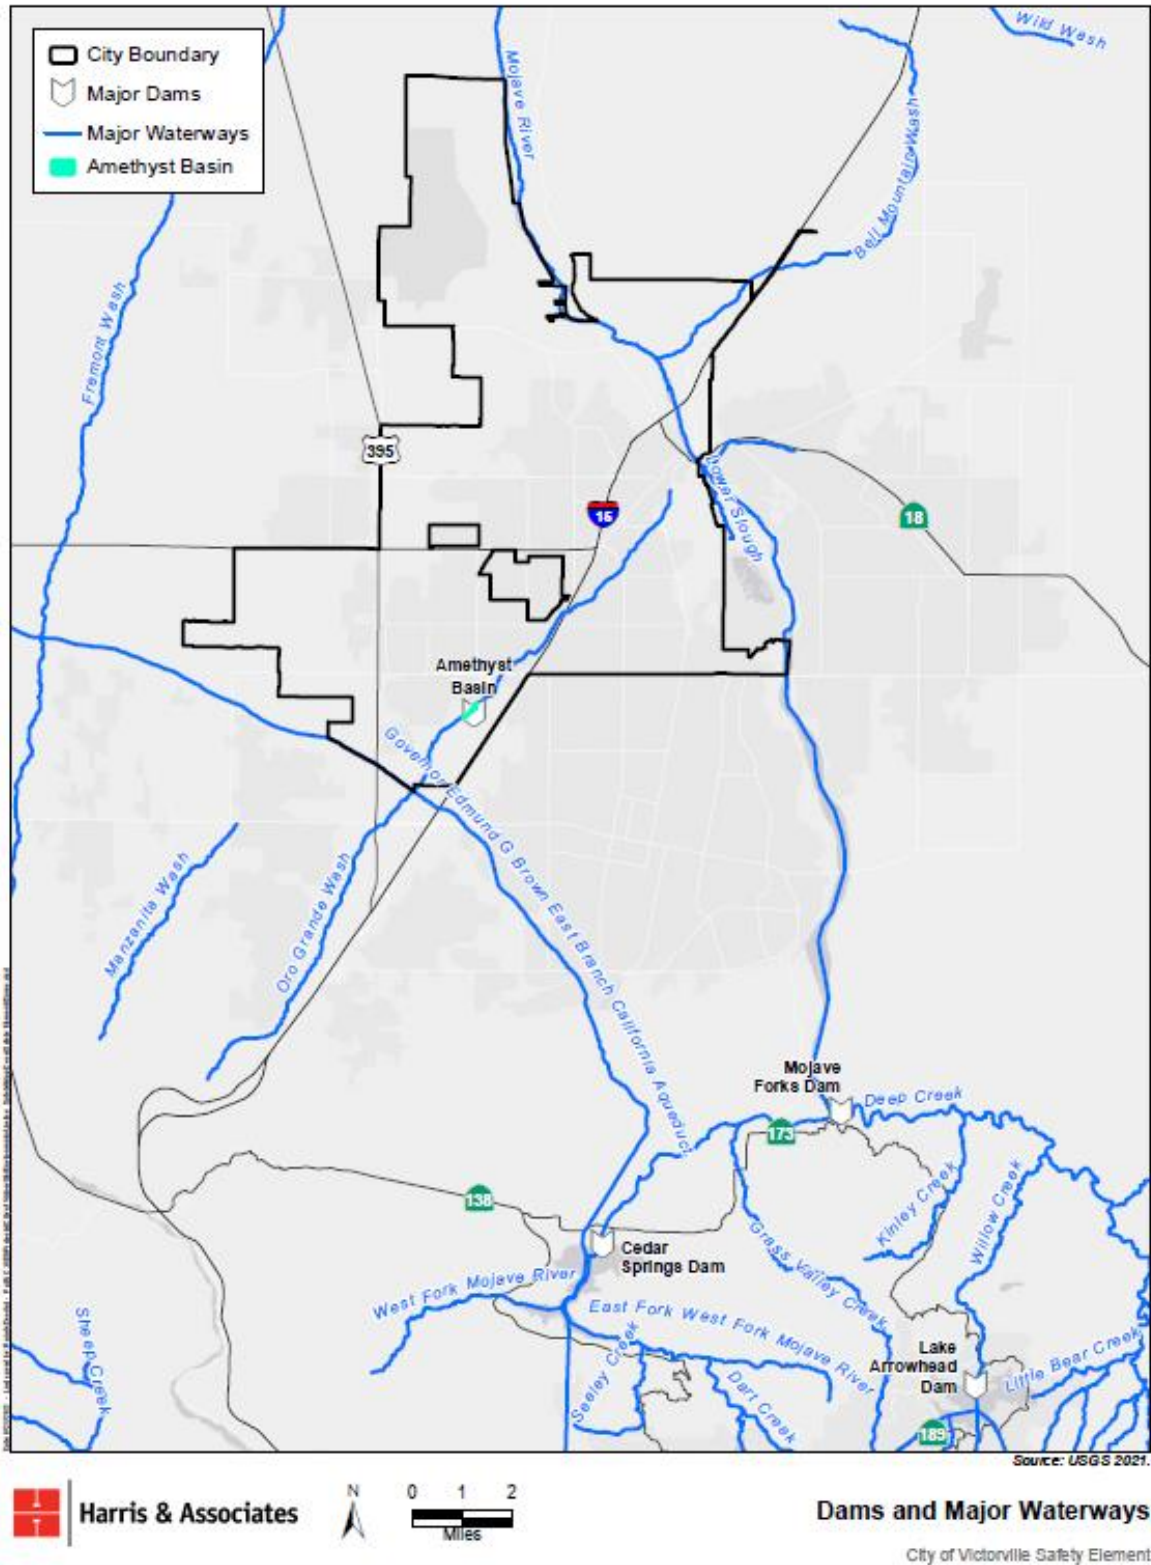 City Boundary
Major Dams
Major Waterways
Amethyst Basin
Wild Wash
Mojave River
Bell Mountain Wash
Fremont Wash
395
15
Lower Slough
18
Amethyst
Basin
Governor Edmund G Brown East Branch California Aqueduct
Manzanita Wash
Oro Grande Wash
Mojave
Forks Dam
Deep Creek
173
138
Kinley Creek
Willow Creek
Cedar
Springs Dam
Grass Valley Creek
West Fork Mojave River
East Fork West Fork Mojave River
Sheep Creek
Seeley Creek
Dart Creek
Lake
Arrowhead
Dam
Little Bear Creek
189
Source: USGS 2021.
Harris & Associates
N
0 1 2
Miles
Dams and Major Waterways
City of Victorville Safety Element